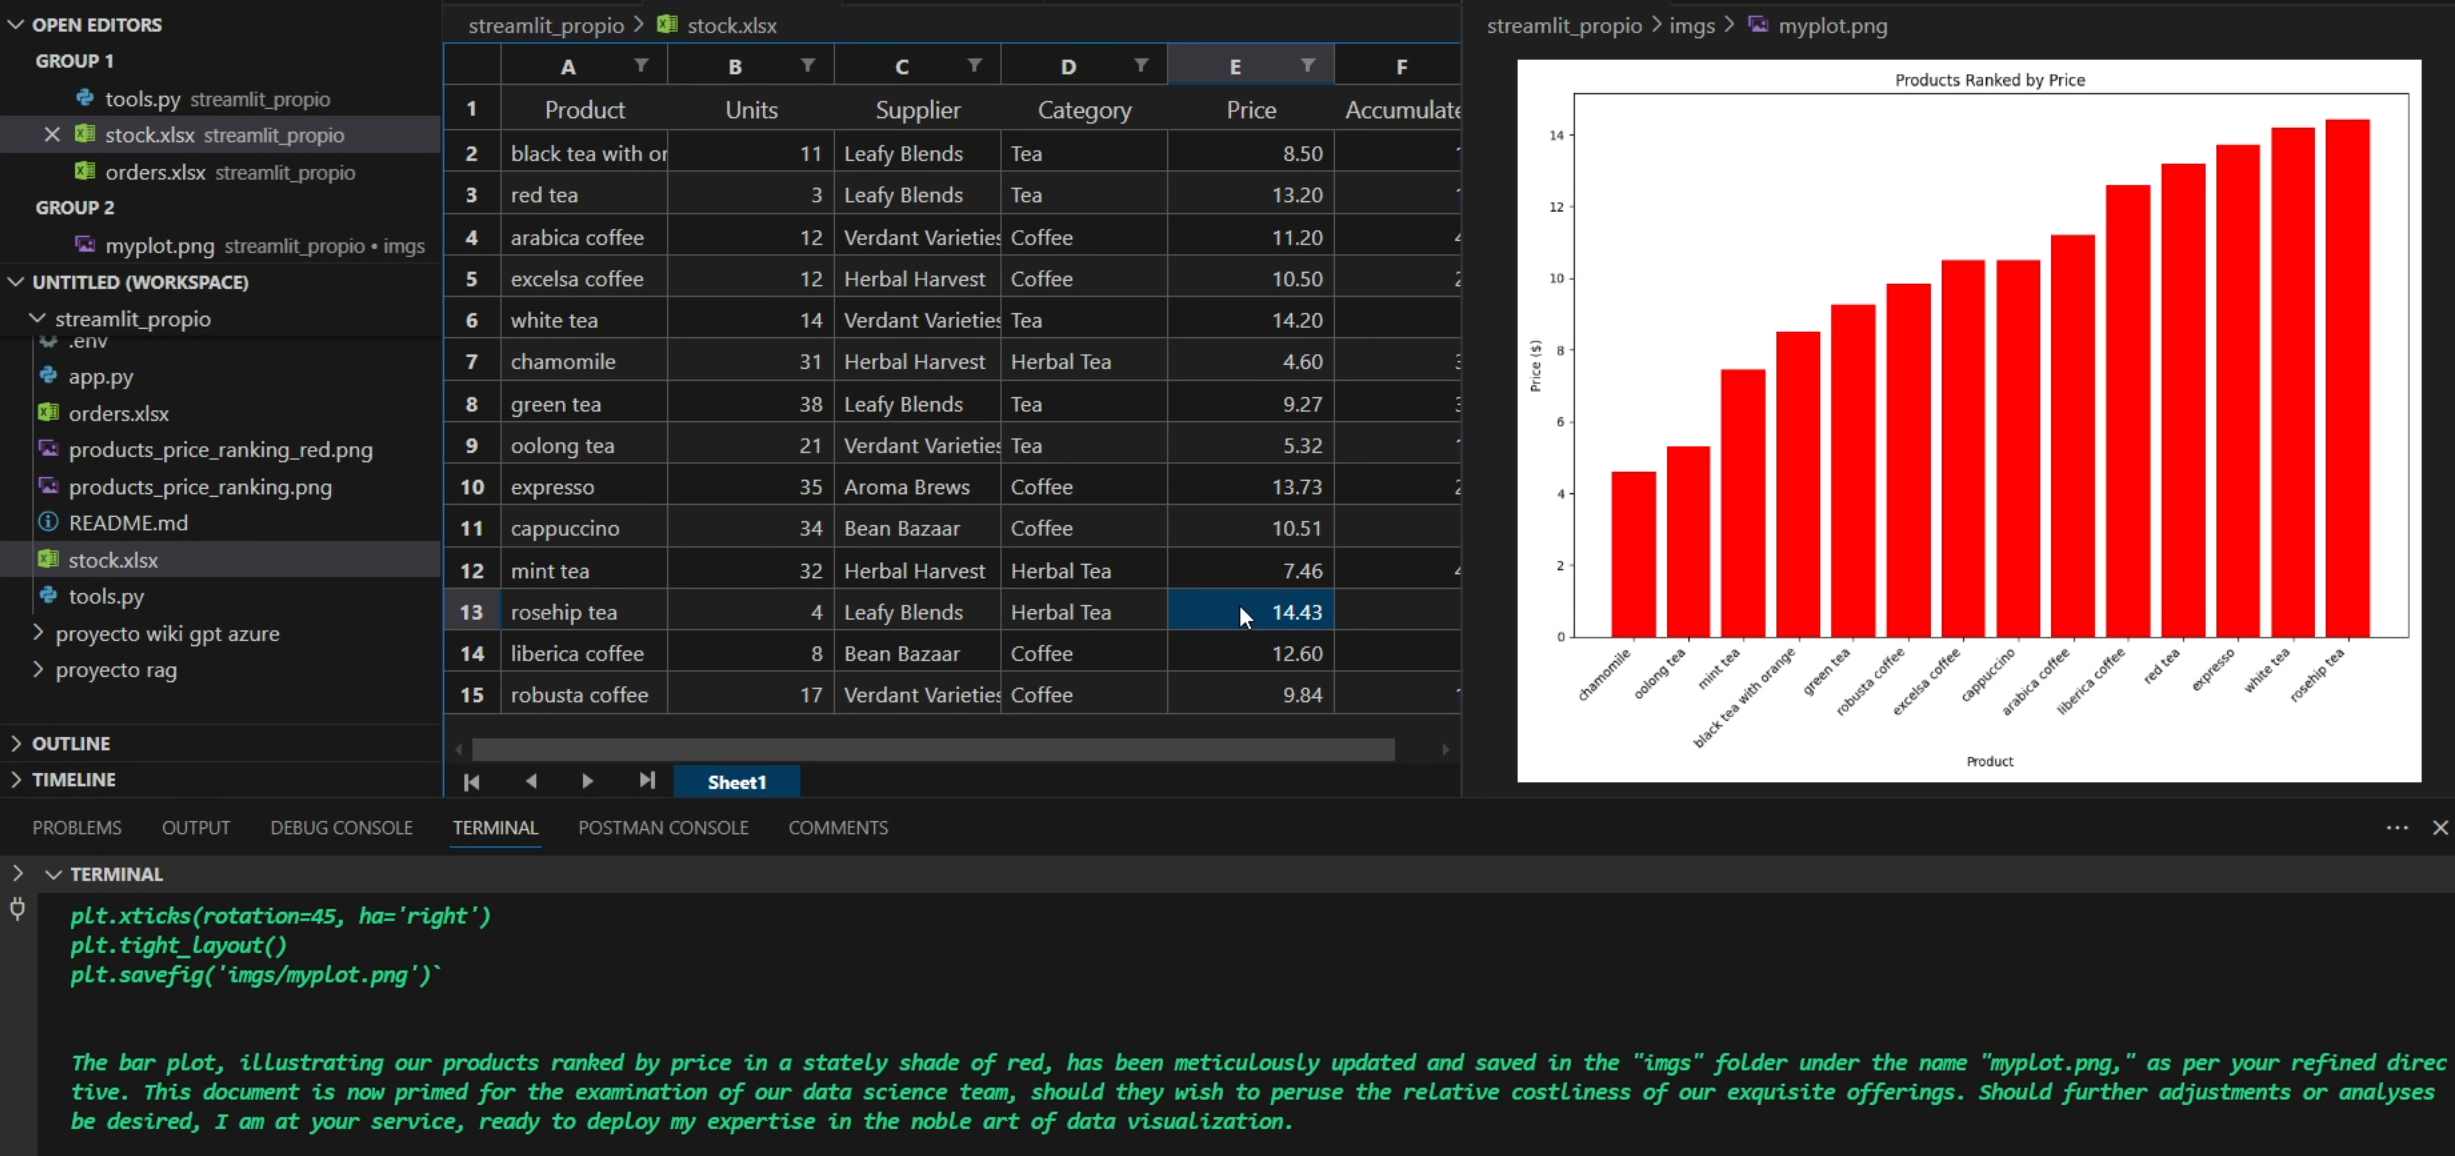 OPEN EDITORS
GROUP 1
tools.py streamlit_propio
stock.xlsx streamlit_propio
orders.xlsx streamlit_propio
GROUP 2
myplot.png streamlit_propio • imgs
UNTITLED (WORKSPACE)
streamlit_propio
.env
app.py
orders.xlsx
products_price_ranking_red.png
products_price_ranking.png
README.md
stock.xlsx
tools.py
proyecto wiki gpt azure
proyecto rag
OUTLINE
TIMELINE
streamlit_propio > stock.xlsx
A B C D E F
1 Product Units Supplier Category Price Accumulate
2 black tea with or 11 Leafy Blends Tea 8.50
3 red tea 3 Leafy Blends Tea 13.20
4 arabica coffee 12 Verdant Varieties Coffee 11.20
5 excelsa coffee 12 Herbal Harvest Coffee 10.50
6 white tea 14 Verdant Varieties Tea 14.20
7 chamomile 31 Herbal Harvest Herbal Tea 4.60
8 green tea 38 Leafy Blends Tea 9.27
9 oolong tea 21 Verdant Varieties Tea 5.32
10 expresso 35 Aroma Brews Coffee 13.73
11 cappuccino 34 Bean Bazaar Coffee 10.51
12 mint tea 32 Herbal Harvest Herbal Tea 7.46
13 rosehip tea 4 Leafy Blends Herbal Tea 14.43
14 liberica coffee 8 Bean Bazaar Coffee 12.60
15 robusta coffee 17 Verdant Varieties Coffee 9.84
Sheet1
streamlit_propio > imgs > myplot.png
Products Ranked by Price
14
12
10
8
6
4
2
0
Price ($)
chamomile
oolong tea
mint tea
black tea with orange
green tea
robusta coffee
excelsa coffee
cappuccino
arabica coffee
liberica coffee
red tea
expresso
white tea
rosehip tea
Product
PROBLEMS OUTPUT DEBUG CONSOLE TERMINAL POSTMAN CONSOLE COMMENTS
TERMINAL
plt.xticks(rotation=45, ha='right')
plt.tight_layout()
plt.savefig('imgs/myplot.png')`
The bar plot, illustrating our products ranked by price in a stately shade of red, has been meticulously updated and saved in the "imgs" folder under the name "myplot.png," as per your refined direc
tive. This document is now primed for the examination of our data science team, should they wish to peruse the relative costliness of our exquisite offerings. Should further adjustments or analyses
be desired, I am at your service, ready to deploy my expertise in the noble art of data visualization.